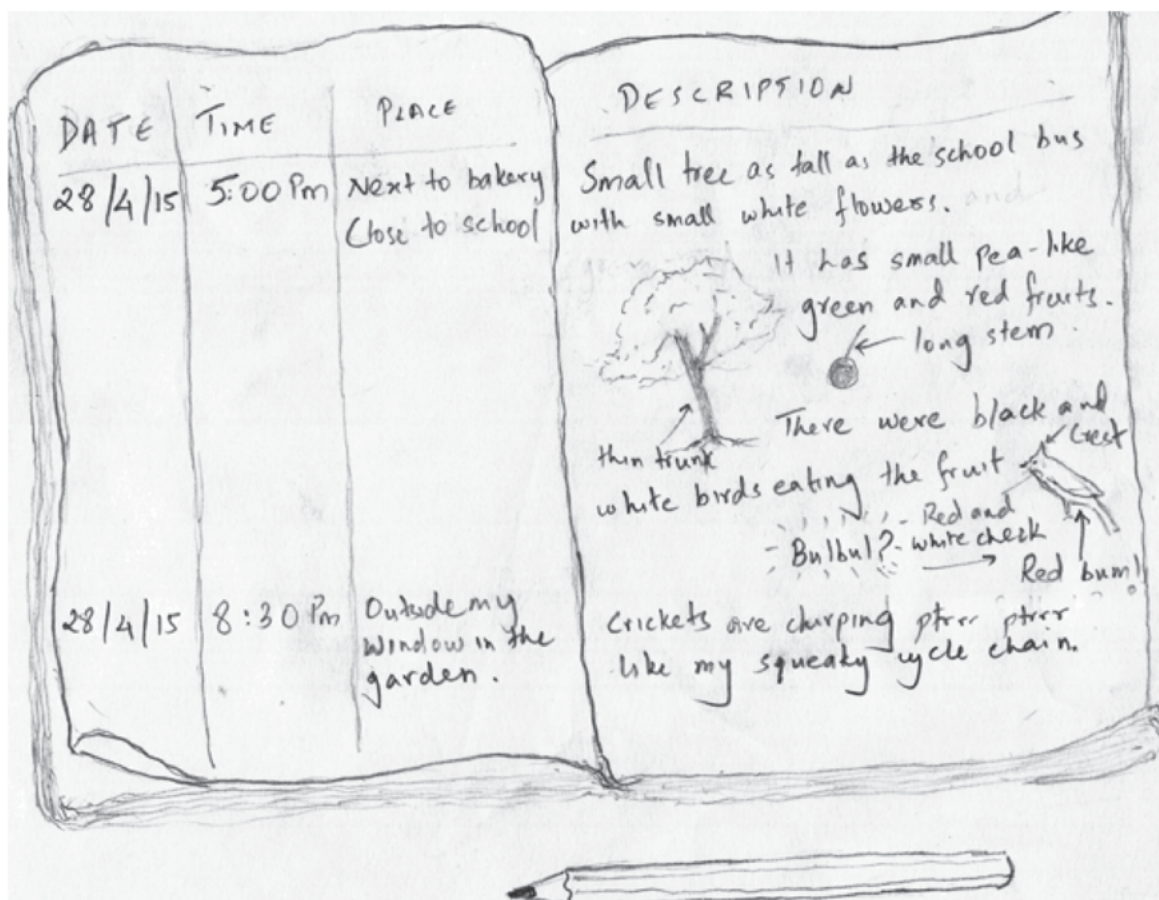 DATE TIME PLACE DESCRIPTION
28/4/15 5:00 Pm Next to bakery
Close to school
Small tree as tall as the school bus
with small white flowers.
It has small pea-like
green and red fruits.
long stem
thin trunk
There were black and
white birds eating the fruit
Crest
Bulbul?
Red and
white cheek
Red bum!
28/4/15 8:30 Pm Outside my
window in the
garden.
Crickets are chirping ptrrr ptrrr
like my squeaky cycle chain.